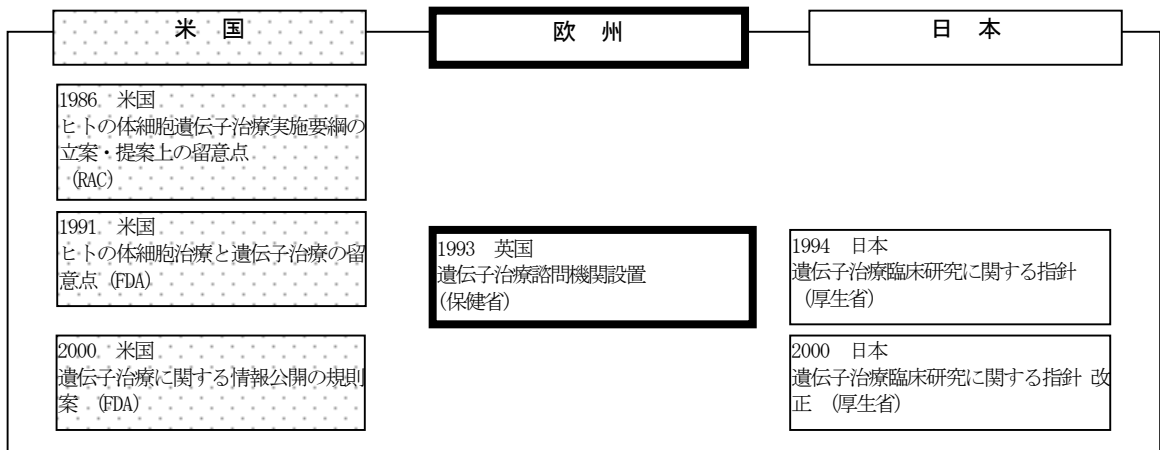 米 国
欧 州
日 本
1986 米国
ヒトの体細胞遺伝子治療実施要綱の
立案・提案上の留意点
(RAC)
1991 米国
ヒトの体細胞治療と遺伝子治療の留
意点 (FDA)
1993 英国
遺伝子治療諮問機関設置
(保健省)
1994 日本
遺伝子治療臨床研究に関する指針
(厚生省)
2000 米国
遺伝子治療に関する情報公開の規則
案 (FDA)
2000 日本
遺伝子治療臨床研究に関する指針 改
正 (厚生省)